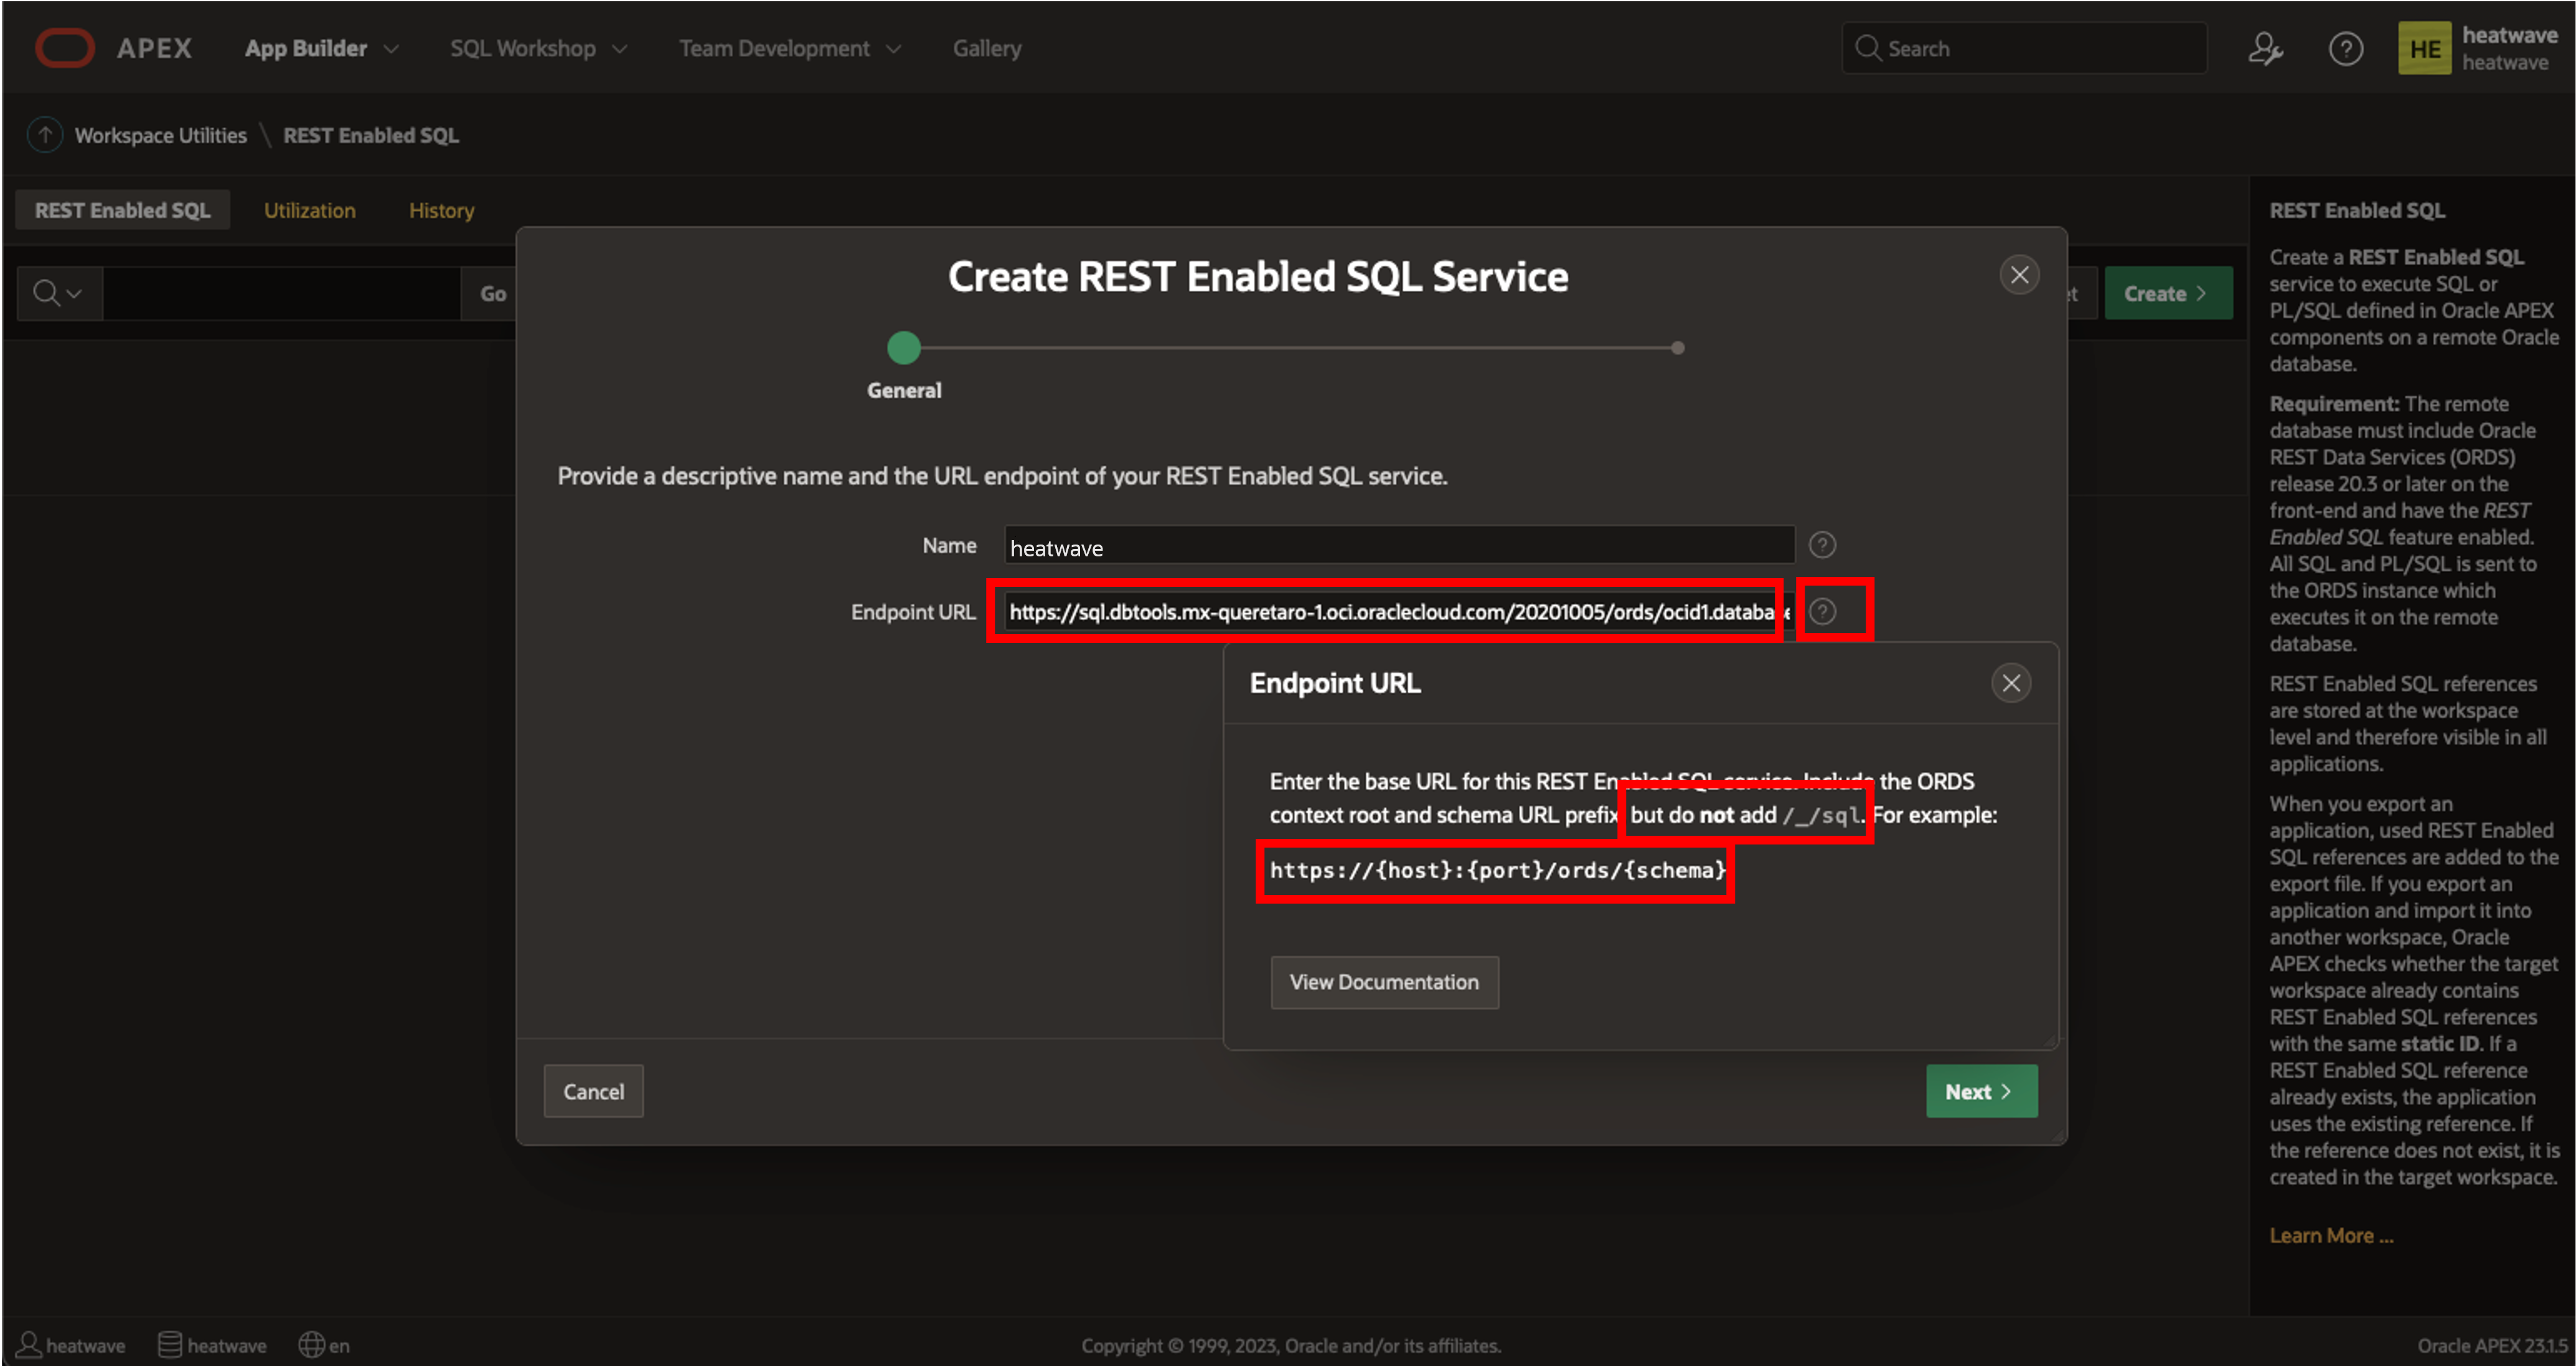 APEX App Builder SQL Workshop Team Development Gallery Search HE heatwave
heatwave
Workspace Utilities \ REST Enabled SQL
REST Enabled SQL Utilization History
Go
Create
Create REST Enabled SQL Service
General
Provide a descriptive name and the URL endpoint of your REST Enabled SQL service.
Name heatwave
Endpoint URL https://sql.dbtools.mx-queretaro-1.oci.oraclecloud.com/20201005/ords/ocid1.database
Endpoint URL
Enter the base URL for this REST Enabled SQL service. Include the ORDS
context root and schema URL prefix but do not add /_/sql. For example:
https://{host}:{port}/ords/{schema}
View Documentation
Cancel
Next
REST Enabled SQL
Create a REST Enabled SQL
service to execute SQL or
PL/SQL defined in Oracle APEX
components on a remote Oracle
database.
Requirement: The remote
database must include Oracle
REST Data Services (ORDS)
release 20.3 or later on the
front-end and have the REST
Enabled SQL feature enabled.
All SQL and PL/SQL is sent to
the ORDS instance which
executes it on the remote
database.
REST Enabled SQL references
are stored at the workspace
level and therefore visible in all
applications.
When you export an
application, used REST Enabled
SQL references are added to the
export file. If you export an
application and import it into
another workspace, Oracle
APEX checks whether the target
workspace already contains
REST Enabled SQL references
with the same static ID. If a
REST Enabled SQL reference
already exists, the application
uses the existing reference. If
the reference does not exist, it is
created in the target workspace.
Learn More ...
heatwave heatwave en
Copyright © 1999, 2023, Oracle and/or its affiliates.
Oracle APEX 23.1.5